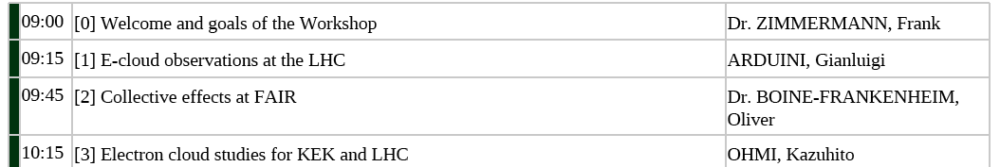 09:00 [0] Welcome and goals of the Workshop Dr. ZIMMERMANN, Frank
09:15 [1] E-cloud observations at the LHC ARDUINI, Gianluigi
09:45 [2] Collective effects at FAIR Dr. BOINE-FRANKENHEIM,
Oliver
10:15 [3] Electron cloud studies for KEK and LHC OHMI, Kazuhito